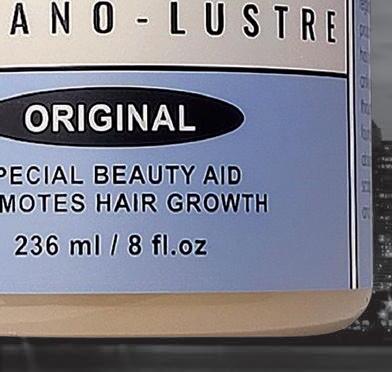 ANO-LUSTRE
ORIGINAL
PECIAL BEAUTY AID
MOTES HAIR GROWTH
236 ml / 8 fl.oz